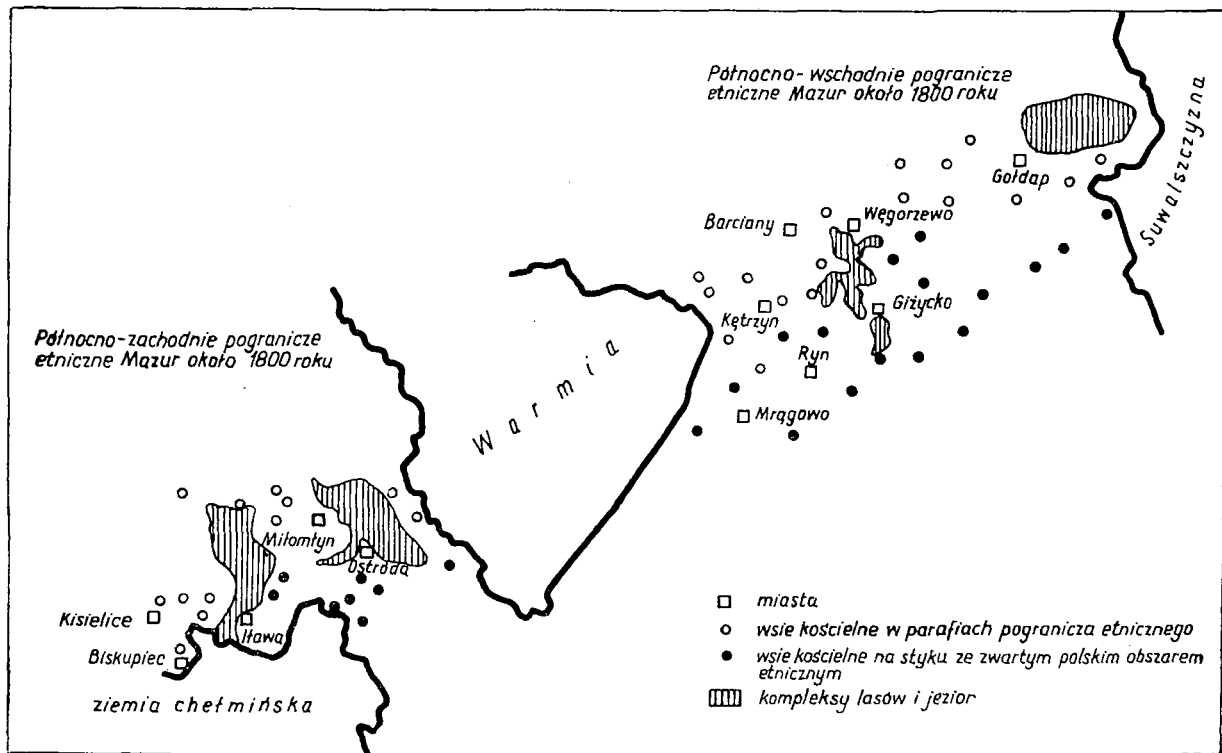 Północno-wschodnie pogranicze
etniczne Mazur około 1800 roku
Suwalszczyzna
Gołdap
Węgorzewo
Barciany
Giżycko
Kętrzyn
Ryn
Mrągowo
Północno-zachodnie pogranicze
etniczne Mazur około 1800 roku
Warmia
Miłomłyn
Ostróda
Kisielice
Iława
Biskupiec
ziemia chełmińska
miasta
wsie kościelne w parafiach pogranicza etnicznego
wsie kościelne na styku ze zwartym polskim obszarem
etnicznym
kompleksy lasów i jezior